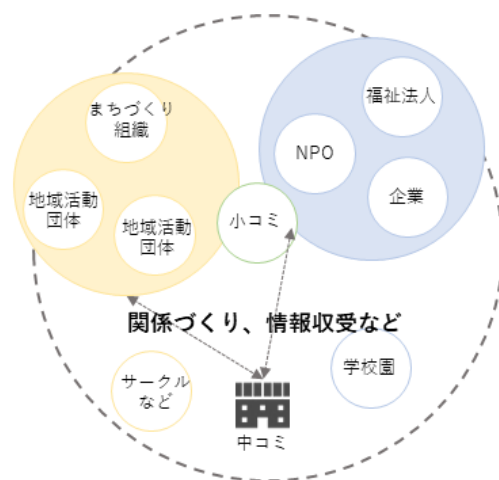 まちづくり
組織
地域活動
団体
地域活動
団体
福祉法人
NPO
企業
小コミ
関係づくり、情報収受など
サークル
など
学校園
中コミ